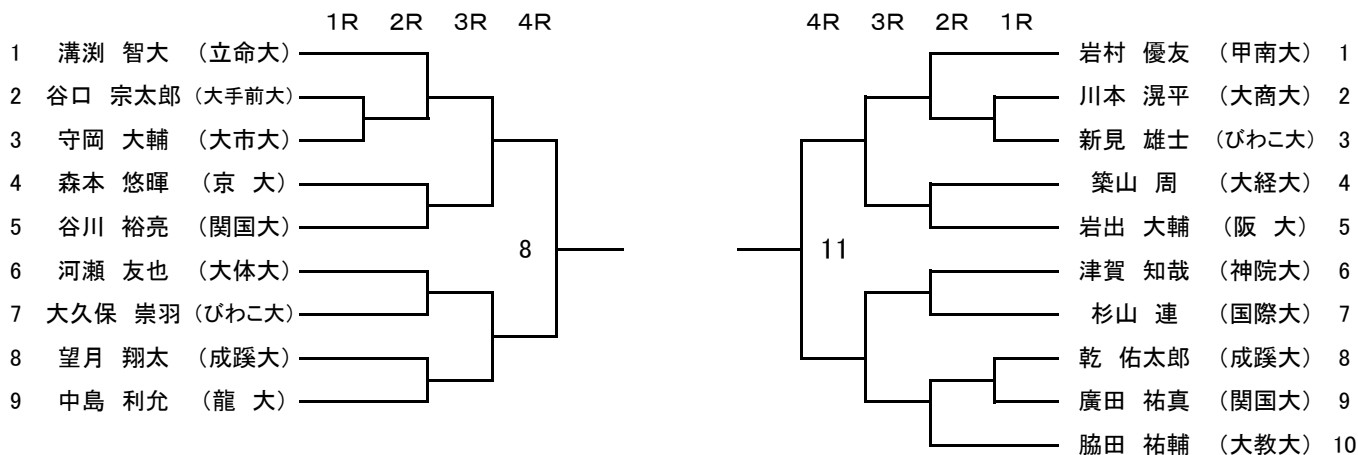 1R 2R 3R 4R
1 溝渕 智大 (立命大)
2 谷口 宗太郎 (大手前大)
3 守岡 大輔 (大市大)
4 森本 悠暉 (京 大)
5 谷川 裕亮 (関国大)
6 河瀬 友也 (大体大)
7 大久保 崇羽 (びわこ大)
8 望月 翔太 (成蹊大)
9 中島 利允 (龍 大)
8
4R 3R 2R 1R
岩村 優友 (甲南大) 1
川本 滉平 (大商大) 2
新見 雄士 (びわこ大) 3
築山 周 (大経大) 4
岩出 大輔 (阪 大) 5
津賀 知哉 (神院大) 6
杉山 連 (国際大) 7
乾 佑太郎 (成蹊大) 8
廣田 祐真 (関国大) 9
脇田 祐輔 (大教大) 10
11